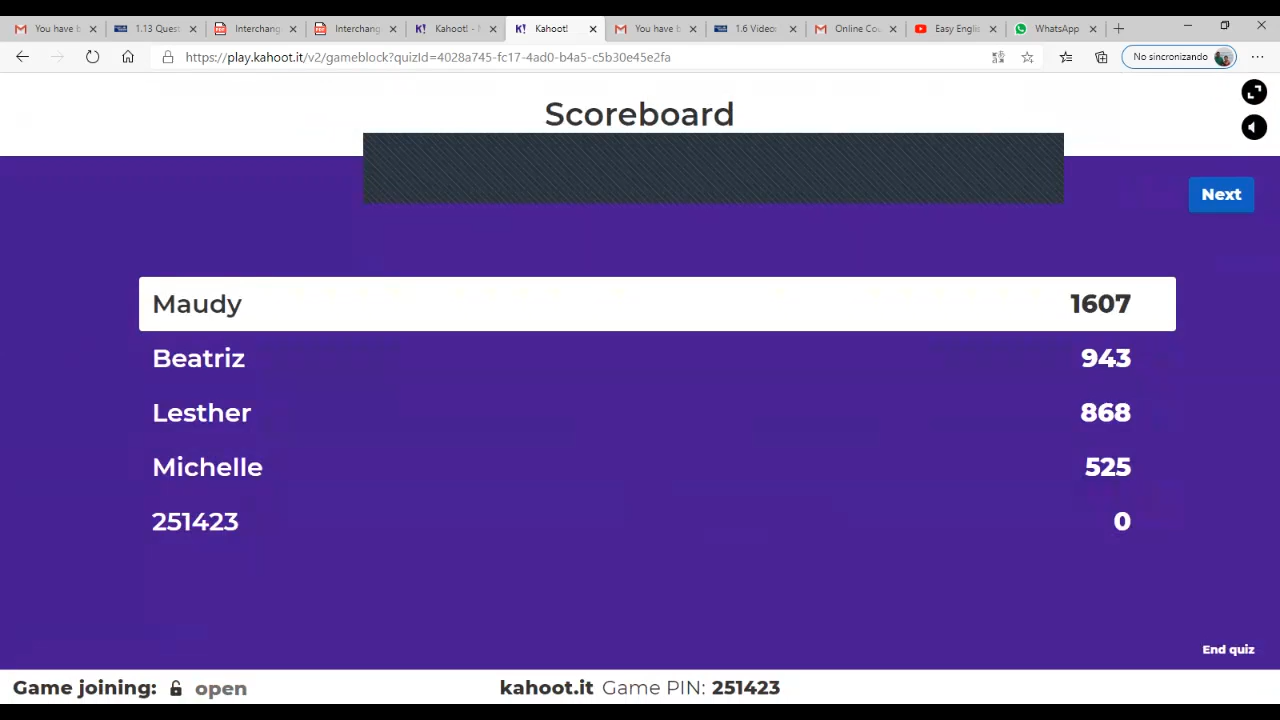 You have b
1.13 Quest
Interchang
Interchang
Kahoot! - 
Kahoot!
You have b
1.6 Video
Online Cou
Easy Englis
WhatsApp
https://play.kahoot.it/v2/gameblock?quizId=4028a745-fc17-4ad0-b4a5-c5b30e45e2fa
No sincronizando
Scoreboard
Next
Maudy 1607
Beatriz 943
Lesther 868
Michelle 525
251423 0
End quiz
Game joining: open kahoot.it Game PIN: 251423